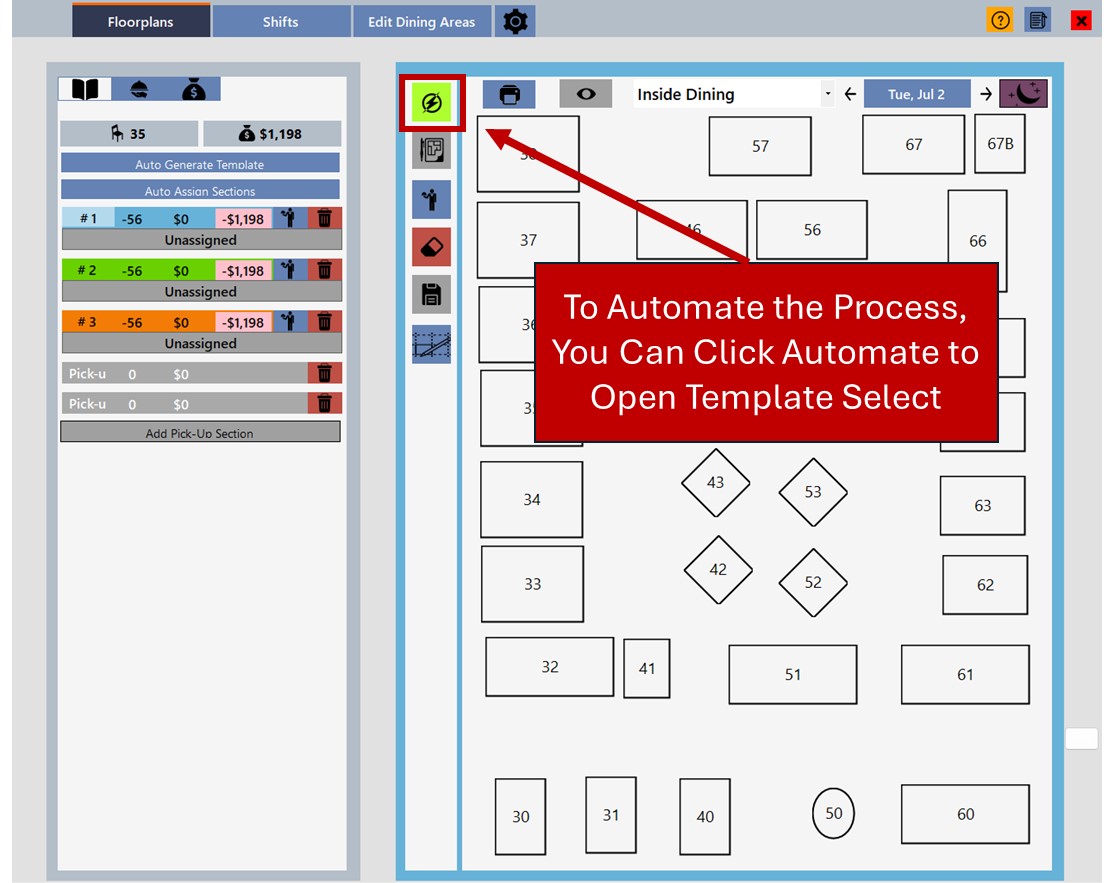 Floorplans
Shifts
Edit Dining Areas
?
35
$1,198
Auto Generate Template
Auto Assign Sections
# 1 -56 $0 -$1,198
Unassigned
# 2 -56 $0 -$1,198
Unassigned
# 3 -56 $0 -$1,198
Unassigned
Pick-u 0 $0
Pick-u 0 $0
Add Pick-Up Section
Inside Dining
Tue, Jul 2
57
67
67B
37
46
56
66
36
To Automate the Process,
You Can Click Automate to
Open Template Select
43
53
34
63
42
52
33
62
32
41
51
61
30
31
40
50
60